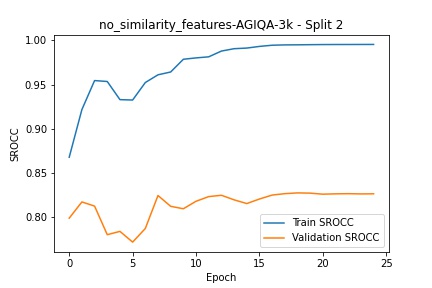 no_similarity_features-AGIQA-3k - Split 2
1.00
0.95
0.90
0.85
0.80
SROCC
Train SROCC
Validation SROCC
0 5 10 15 20 25
Epoch